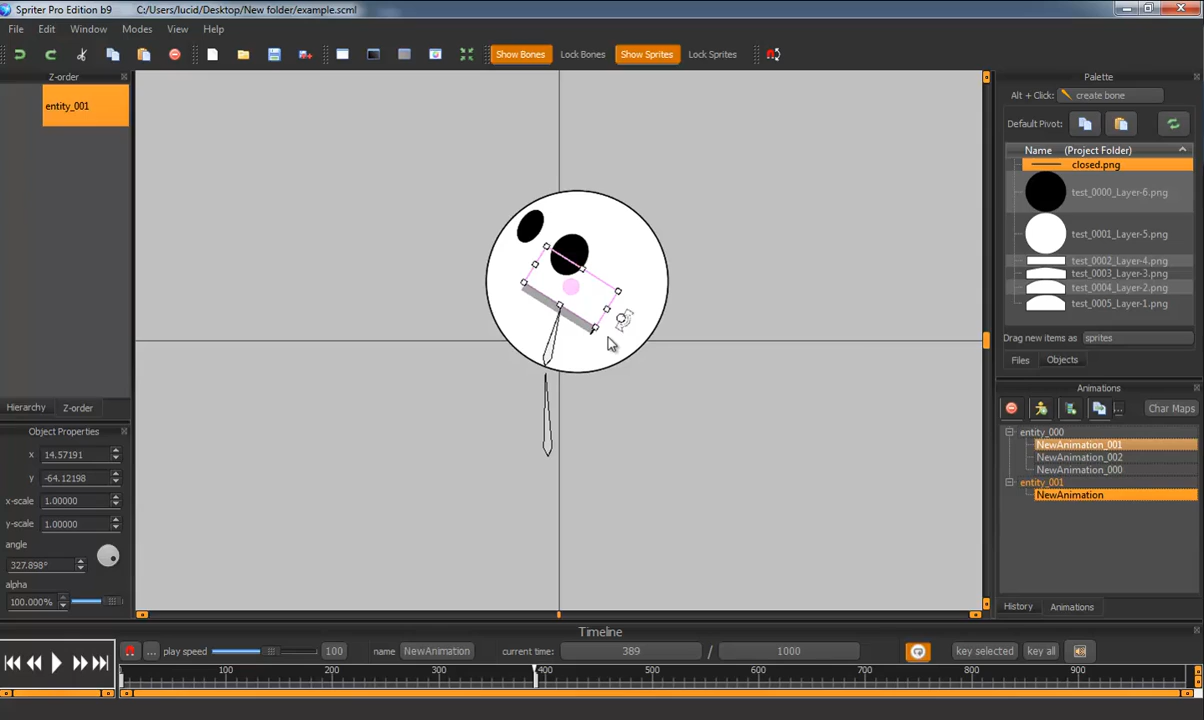 Spriter Pro Edition b9 C:/Users/lucid/Desktop/New folder/example.scml
File Edit Window Modes View Help
Show Bones Lock Bones Show Sprites Lock Sprites
Z-order
entity_001
Hierarchy Z-order
Object Properties
x 14.57191
y -64.12198
x-scale 1.00000
y-scale 1.00000
angle
327.898°
alpha
100.000%
Palette
Alt + Click: create bone
Default Pivot:
Name (Project Folder)
closed.png
test_0000_Layer-6.png
test_0001_Layer-5.png
test_0002_Layer-4.png
test_0003_Layer-3.png
test_0004_Layer-2.png
test_0005_Layer-1.png
Drag new items as sprites
Files Objects
Animations
... Char Maps
entity_000
NewAnimation_001
NewAnimation_002
NewAnimation_000
entity_001
NewAnimation
History Animations
Timeline
... play speed 100 name NewAnimation current time: 389 / 1000 key selected key all
100 200 300 400 500 600 700 800 900